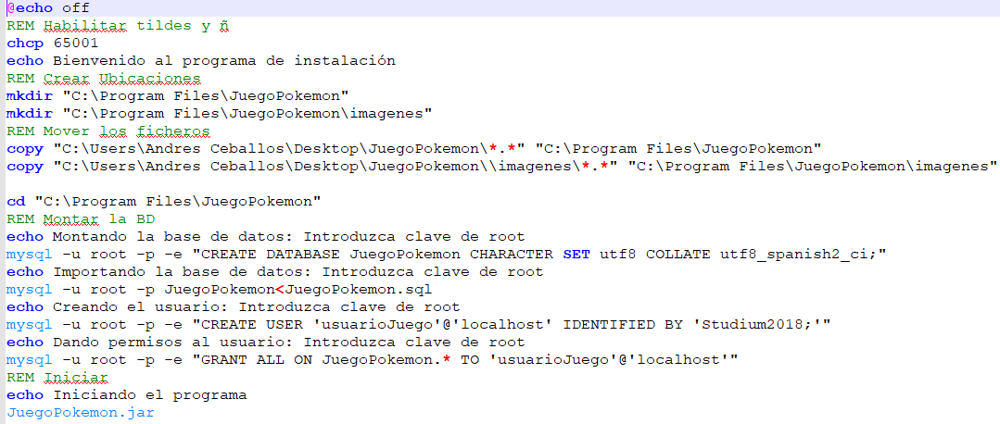 @echo off
REM Habilitar tildes y ñ
chcp 65001
echo Bienvenido al programa de instalación
REM Crear Ubicaciones
mkdir "C:\Program Files\JuegoPokemon"
mkdir "C:\Program Files\JuegoPokemon\imagenes"
REM Mover los ficheros
copy "C:\Users\Andres Ceballos\Desktop\JuegoPokemon\*.*" "C:\Program Files\JuegoPokemon"
copy "C:\Users\Andres Ceballos\Desktop\JuegoPokemon\\imagenes\*.*" "C:\Program Files\JuegoPokemon\imagenes"
cd "C:\Program Files\JuegoPokemon"
REM Montar la BD
echo Montando la base de datos: Introduzca clave de root
mysql -u root -p -e "CREATE DATABASE JuegoPokemon CHARACTER SET utf8 COLLATE utf8_spanish2_ci;"
echo Importando la base de datos: Introduzca clave de root
mysql -u root -p JuegoPokemon<JuegoPokemon.sql
echo Creando el usuario: Introduzca clave de root
mysql -u root -p -e "CREATE USER 'usuarioJuego'@'localhost' IDENTIFIED BY 'Studium2018;'"
echo Dando permisos al usuario: Introduzca clave de root
mysql -u root -p -e "GRANT ALL ON JuegoPokemon.* TO 'usuarioJuego'@'localhost'"
REM Iniciar
echo Iniciando el programa
JuegoPokemon.jar